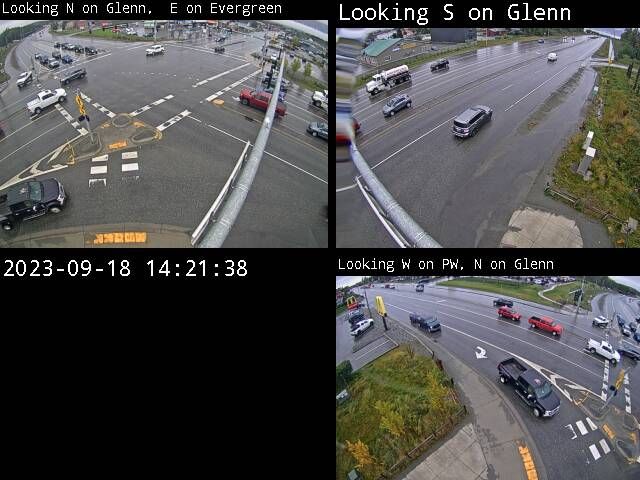 Looking N on Glenn,  E on Evergreen
Looking S on Glenn
2023-09-18 14:21:38
Looking W on PW, N on Glenn